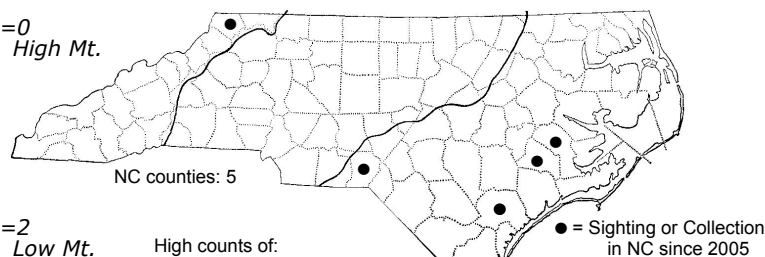 =0
High Mt.
NC counties: 5
=2
Low Mt.
High counts of:
● = Sighting or Collection
in NC since 2005